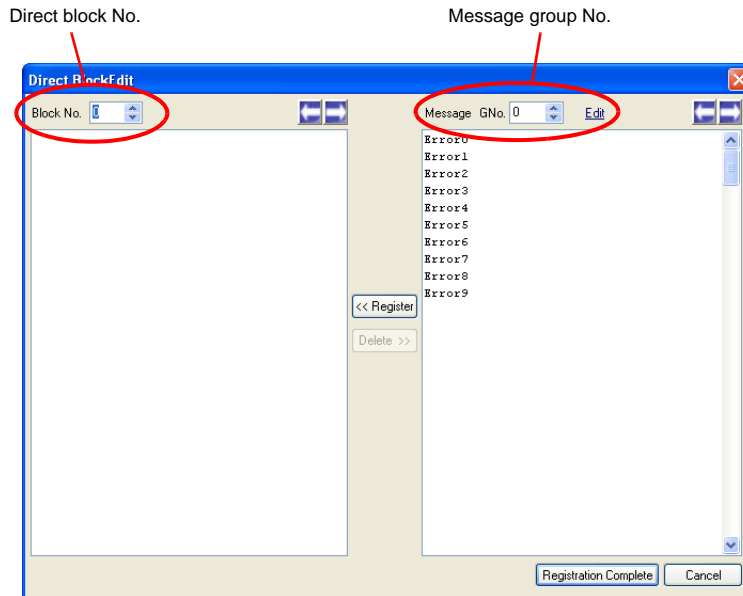 Direct block No.
Message group No.
Direct BlockEdit
Block No. 0
Message GNo. 0 Edit
Error0
Error1
Error2
Error3
Error4
Error5
Error6
Error7
Error8
Error9
<< Register
Delete >>
Registration Complete
Cancel